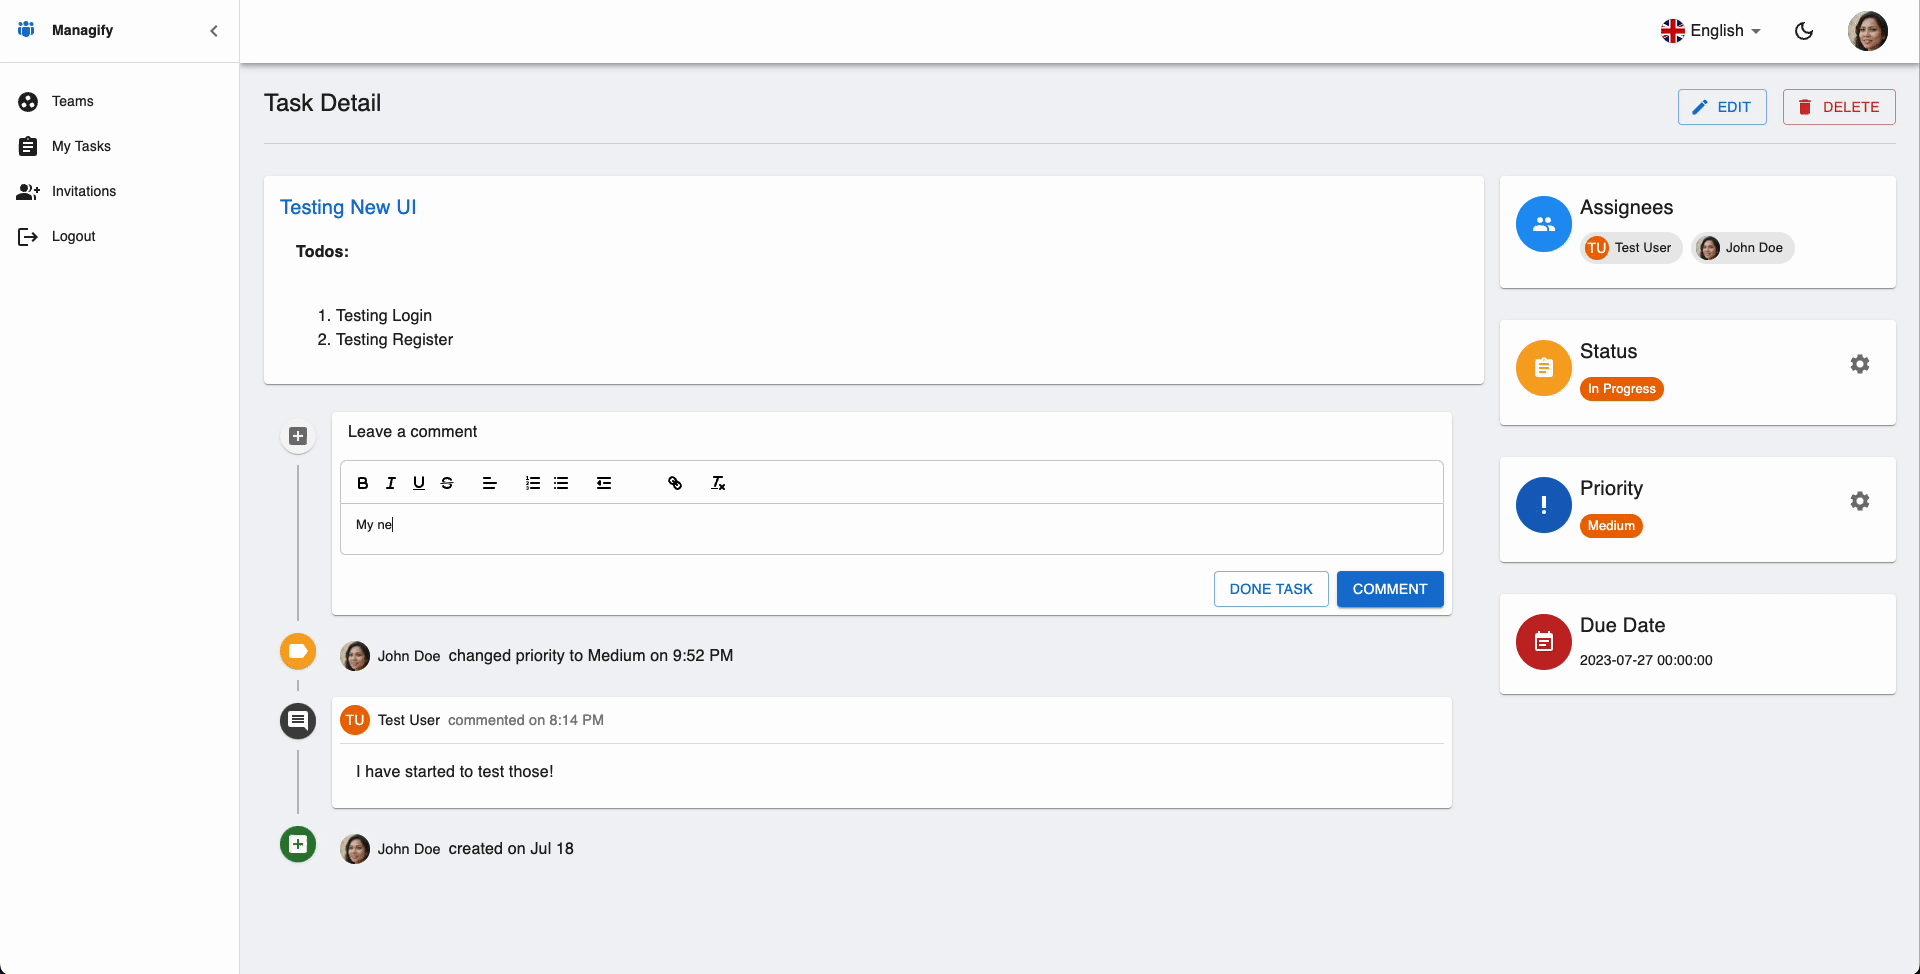 Managify
English
Teams
My Tasks
Invitations
Logout
Task Detail
EDIT
DELETE
Testing New UI
Todos:
1. Testing Login
2. Testing Register
Leave a comment
My ne
DONE TASK
COMMENT
John Doe changed priority to Medium on 9:52 PM
TU Test User commented on 8:14 PM
I have started to test those!
John Doe created on Jul 18
Assignees
TU Test User John Doe
Status
In Progress
Priority
Medium
Due Date
2023-07-27 00:00:00